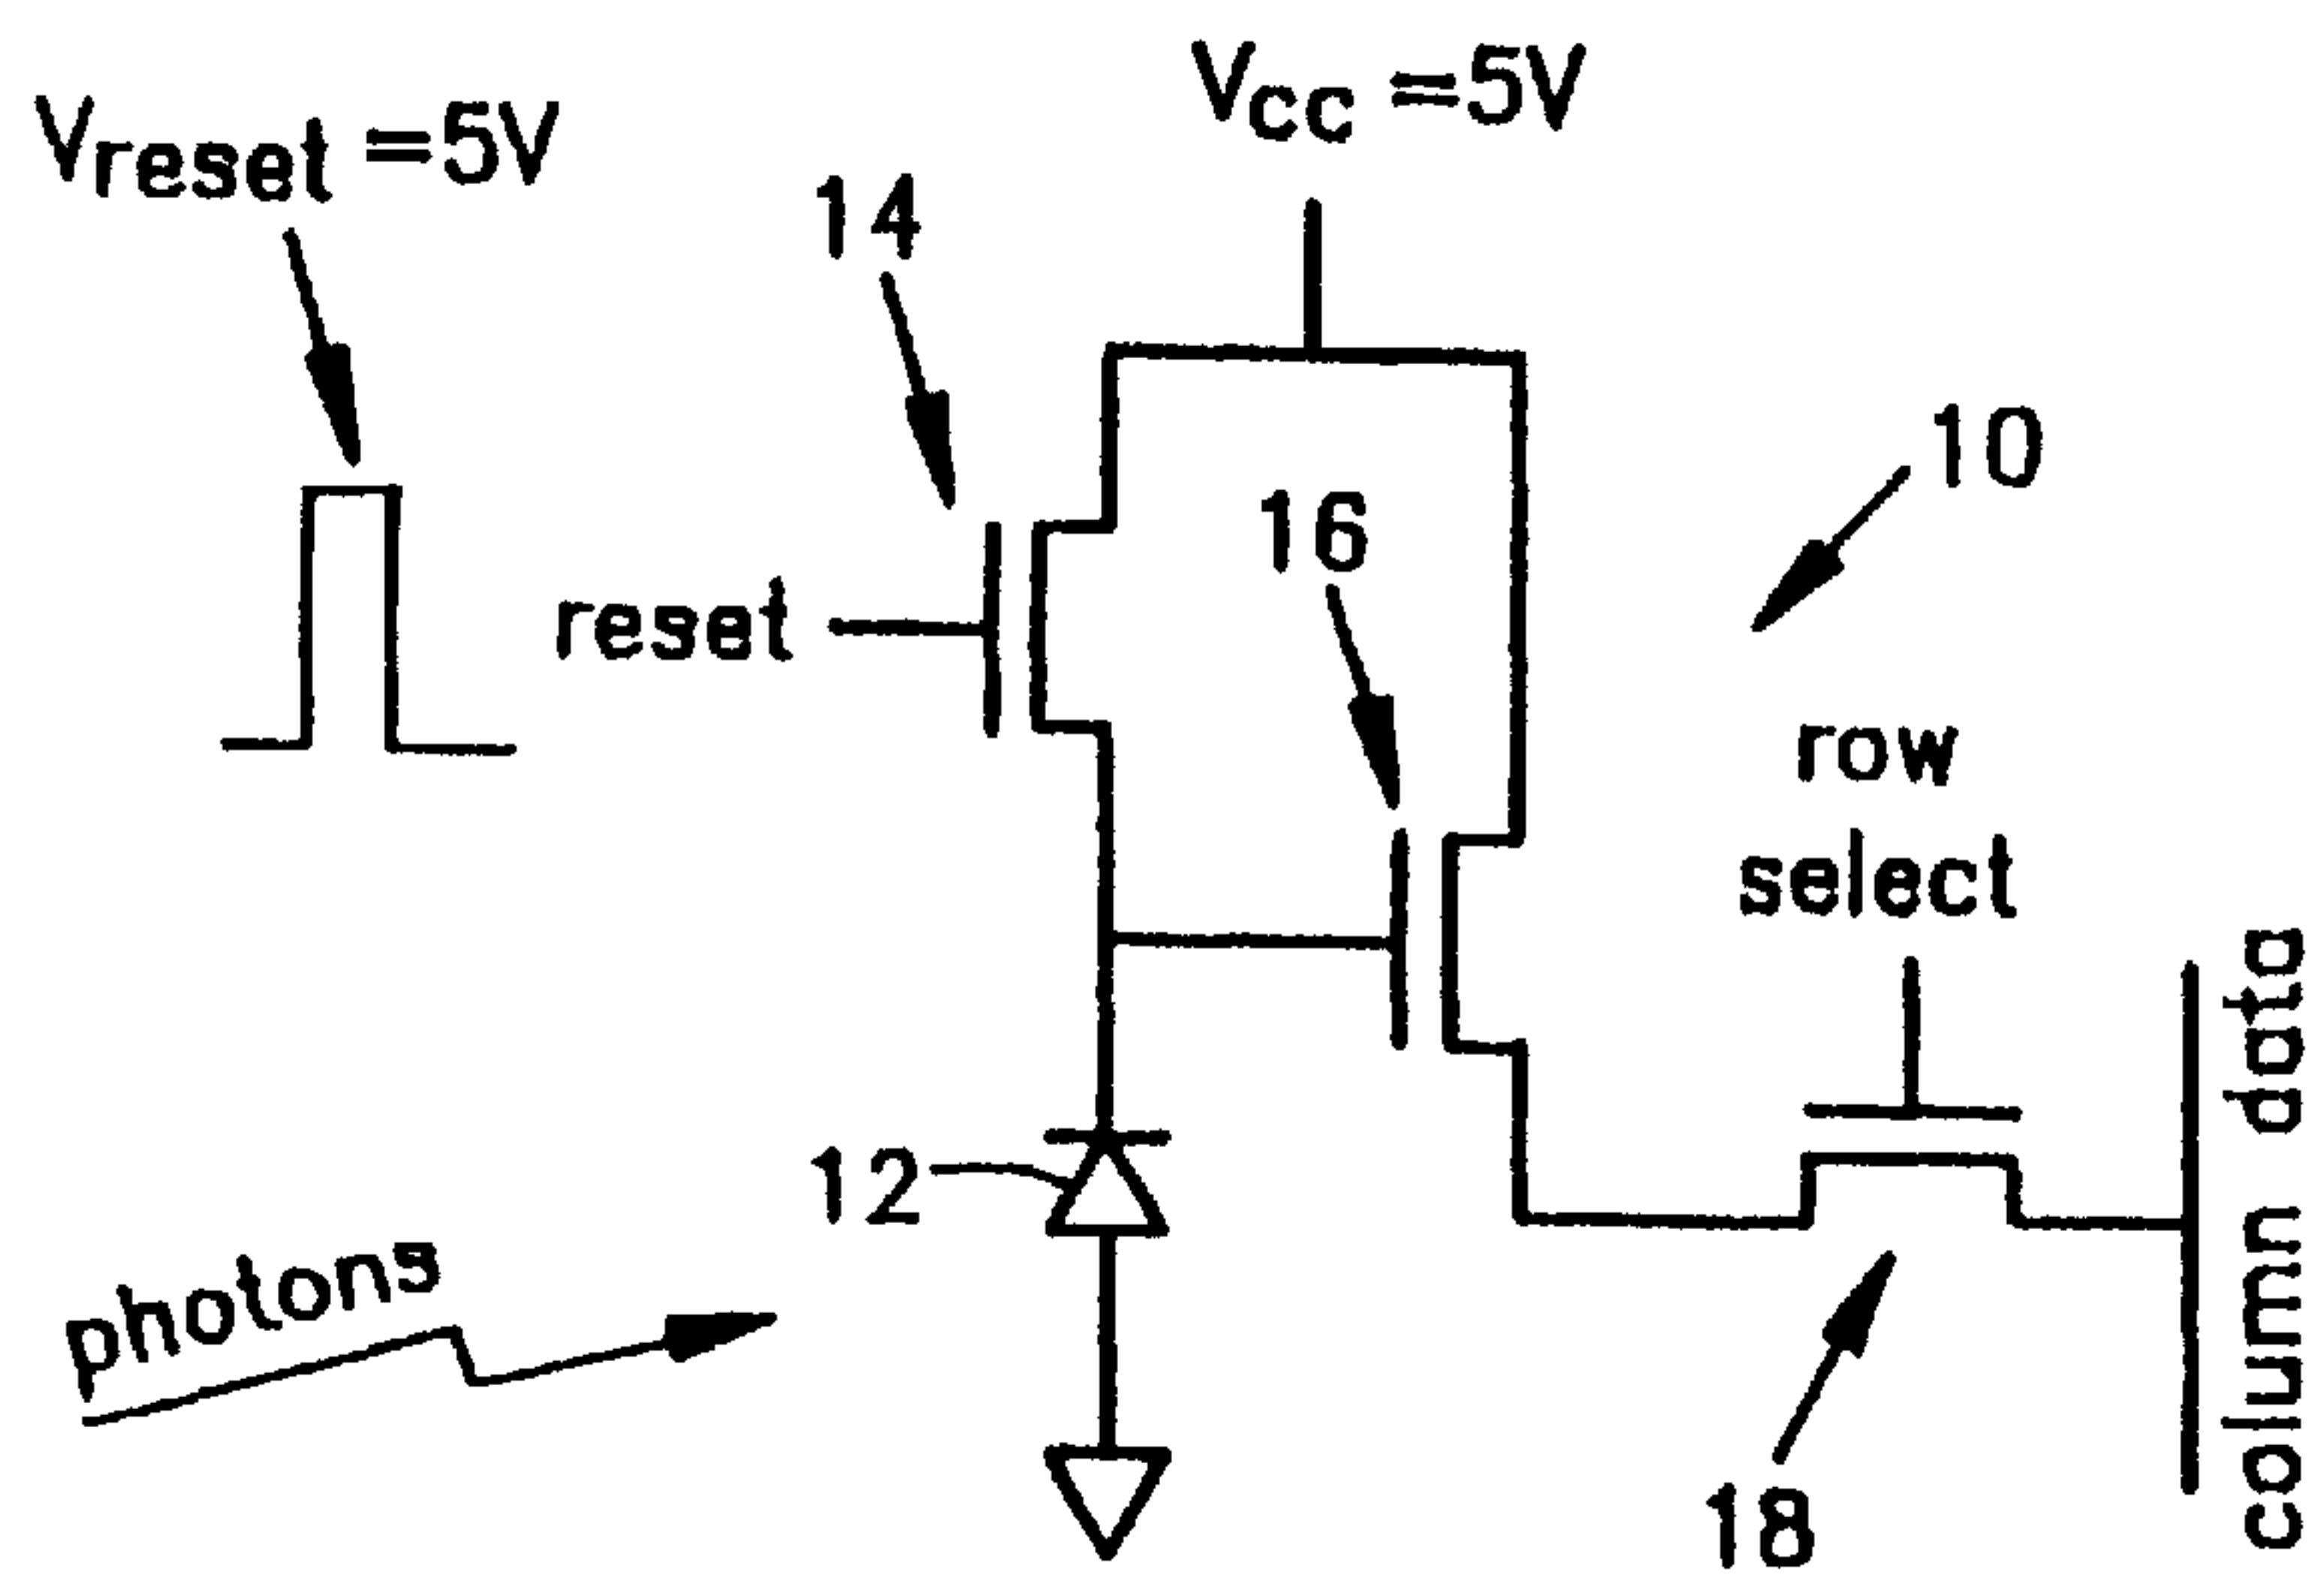 Vreset =5V
Vcc =5V
14
10
16
reset
row
select
column data
12
photons
18